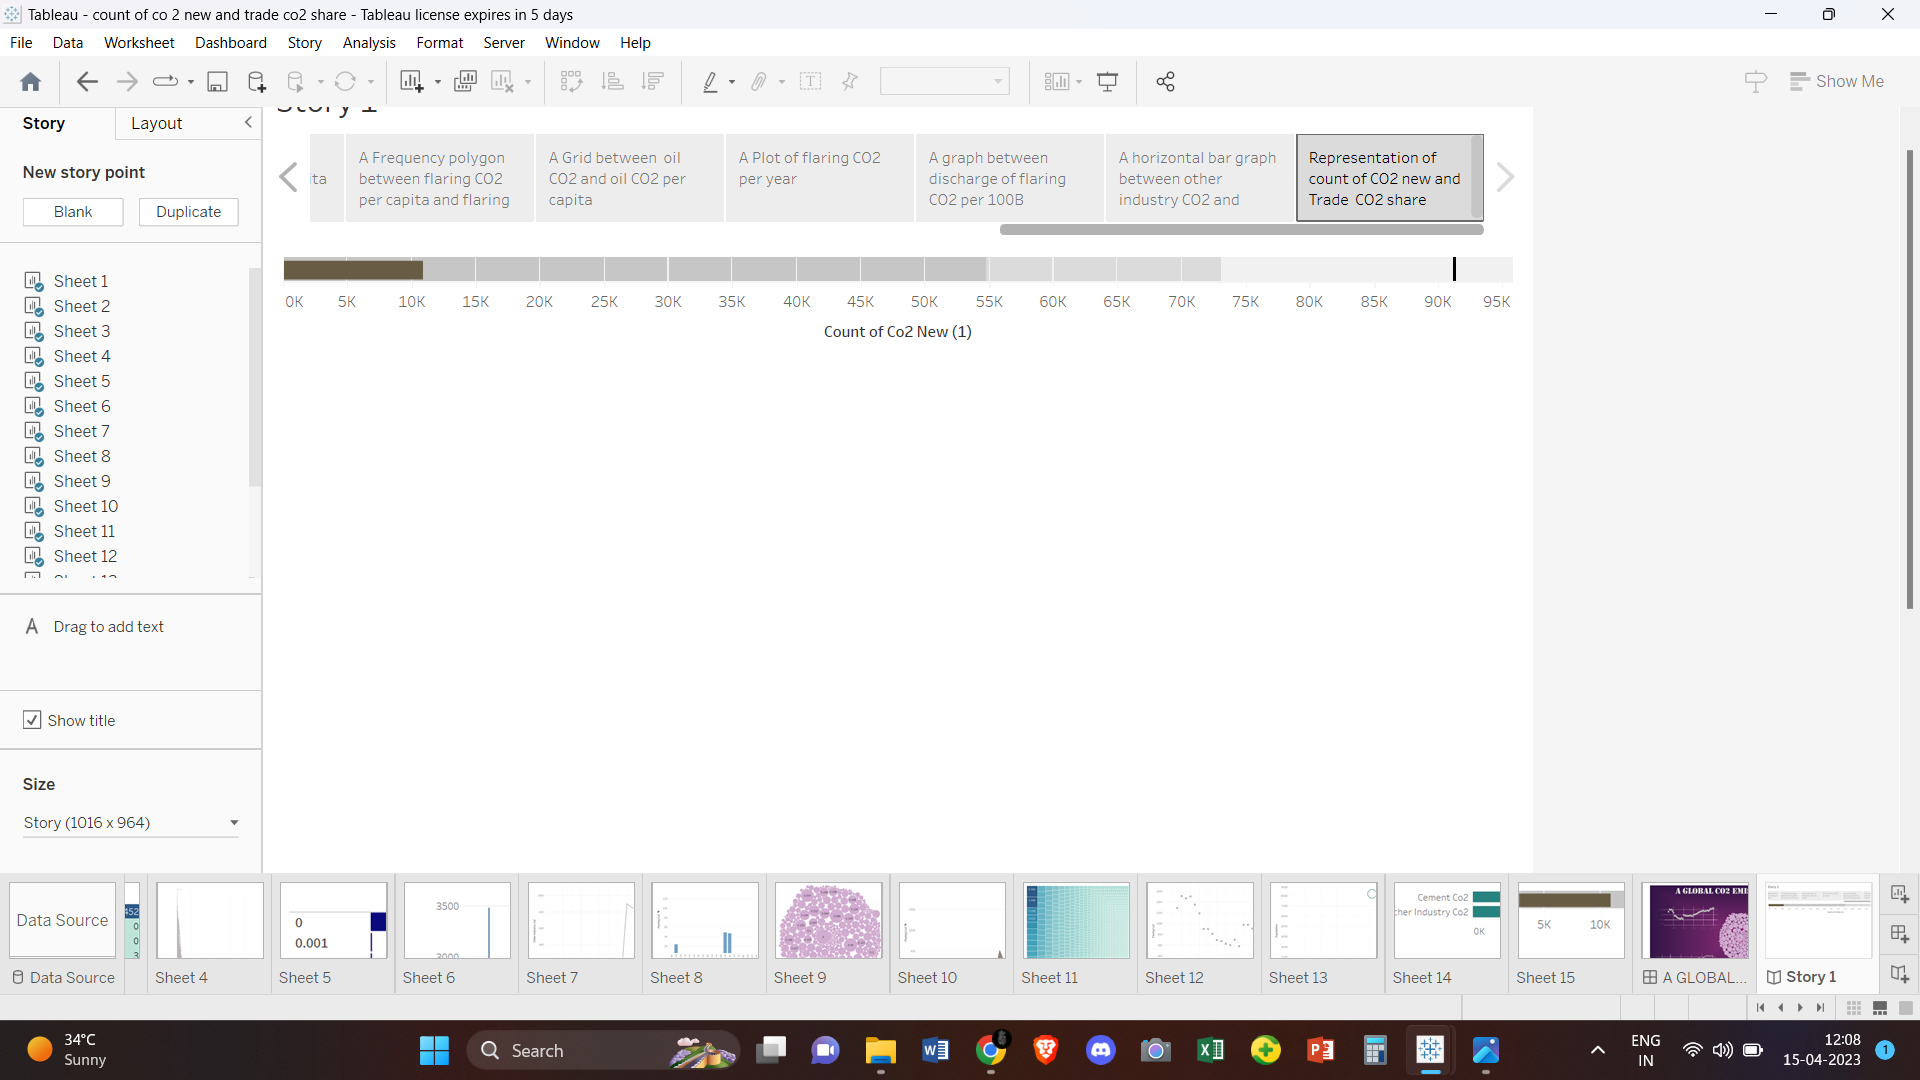 Tableau - count of co 2 new and trade co2 share - Tableau license expires in 5 days
File Data Worksheet Dashboard Story Analysis Format Server Window Help
Show Me
Story Layout
Story 1
New story point
Blank Duplicate
ta
A Frequency polygon
between flaring CO2
per capita and flaring
A Grid between oil
CO2 and oil CO2 per
capita
A Plot of flaring CO2
per year
A graph between
discharge of flaring
CO2 per 100B
A horizontal bar graph
between other
industry CO2 and
Representation of
count of CO2 new and
Trade CO2 share
0K 5K 10K 15K 20K 25K 30K 35K 40K 45K 50K 55K 60K 65K 70K 75K 80K 85K 90K 95K
Count of Co2 New (1)
Sheet 1
Sheet 2
Sheet 3
Sheet 4
Sheet 5
Sheet 6
Sheet 7
Sheet 8
Sheet 9
Sheet 10
Sheet 11
Sheet 12
A Drag to add text
Show title
Size
Story (1016 x 964)
Data Source
452
0
0
3
0
0.001
3500
3000
Cement Co2
ther Industry Co2
0K
5K 10K
A GLOBAL CO2 EMI
Data Source Sheet 4 Sheet 5 Sheet 6 Sheet 7 Sheet 8 Sheet 9 Sheet 10 Sheet 11 Sheet 12 Sheet 13 Sheet 14 Sheet 15 A GLOBAL... Story 1
34°C
Sunny
Search
ENG
IN
12:08
15-04-2023
1